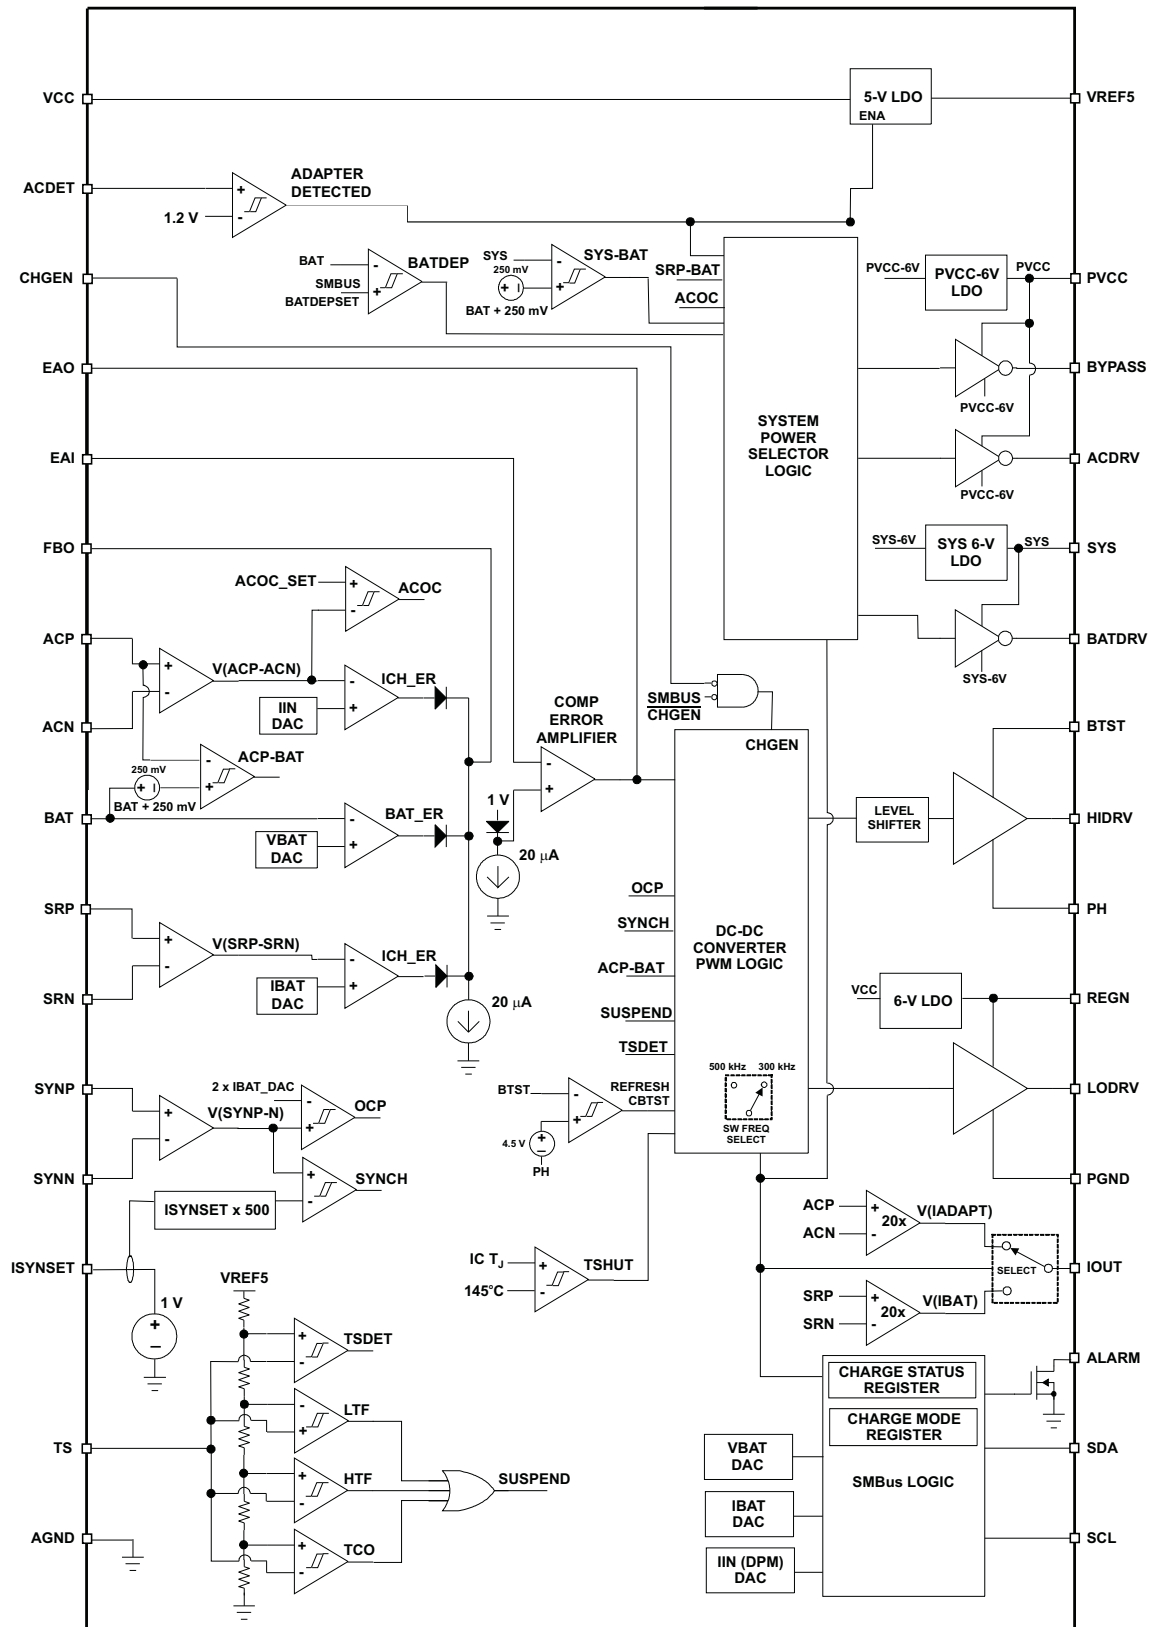 VCC
5-V LDO
ENA
VREF5
ACDET
1.2 V
ADAPTER
DETECTED
CHGEN
BAT
SMBUS
BATDEPSET
BATDEP
SYS
250 mV
BAT + 250 mV
SYS-BAT
SRP-BAT
ACOC
PVCC-6V
PVCC-6V
LDO
PVCC
PVCC
EAO
SYSTEM
POWER
SELECTOR
LOGIC
BYPASS
PVCC-6V
EAI
ACDRV
PVCC-6V
FBO
SYS-6V
SYS 6-V
LDO
SYS
SYS
ACOC_SET
ACOC
ACP
V(ACP-ACN)
ICH_ER
IIN
DAC
BATDRV
SYS-6V
ACN
SMBUS
CHGEN
COMP
ERROR
AMPLIFIER
CHGEN
BTST
ACP-BAT
250 mV
BAT + 250 mV
BAT
BAT_ER
VBAT
DAC
1 V
20 µA
LEVEL
SHIFTER
HIDRV
SRP
PH
OCP
SYNCH
DC-DC
CONVERTER
PWM LOGIC
V(SRP-SRN)
ICH_ER
IBAT
DAC
ACP-BAT
SRN
20 µA
SUSPEND
TSDET
VCC
6-V LDO
REGN
SYNP
2 x IBAT_DAC
V(SYNP-N)
OCP
BTST
REFRESH
CBTST
4.5 V
PH
500 kHz
300 kHz
SW FREQ
SELECT
LODRV
SYNN
ISYNSET x 500
SYNCH
PGND
ACP
ACN
20x
V(IADAPT)
ISYNSET
1 V
IC TJ
145°C
TSHUT
SELECT
IOUT
SRP
SRN
20x
V(IBAT)
VREF5
TSDET
CHARGE STATUS
REGISTER
ALARM
LTF
CHARGE MODE
REGISTER
TS
VBAT
DAC
SDA
HTF
SUSPEND
SMBus LOGIC
IBAT
DAC
AGND
SCL
TCO
IIN (DPM)
DAC